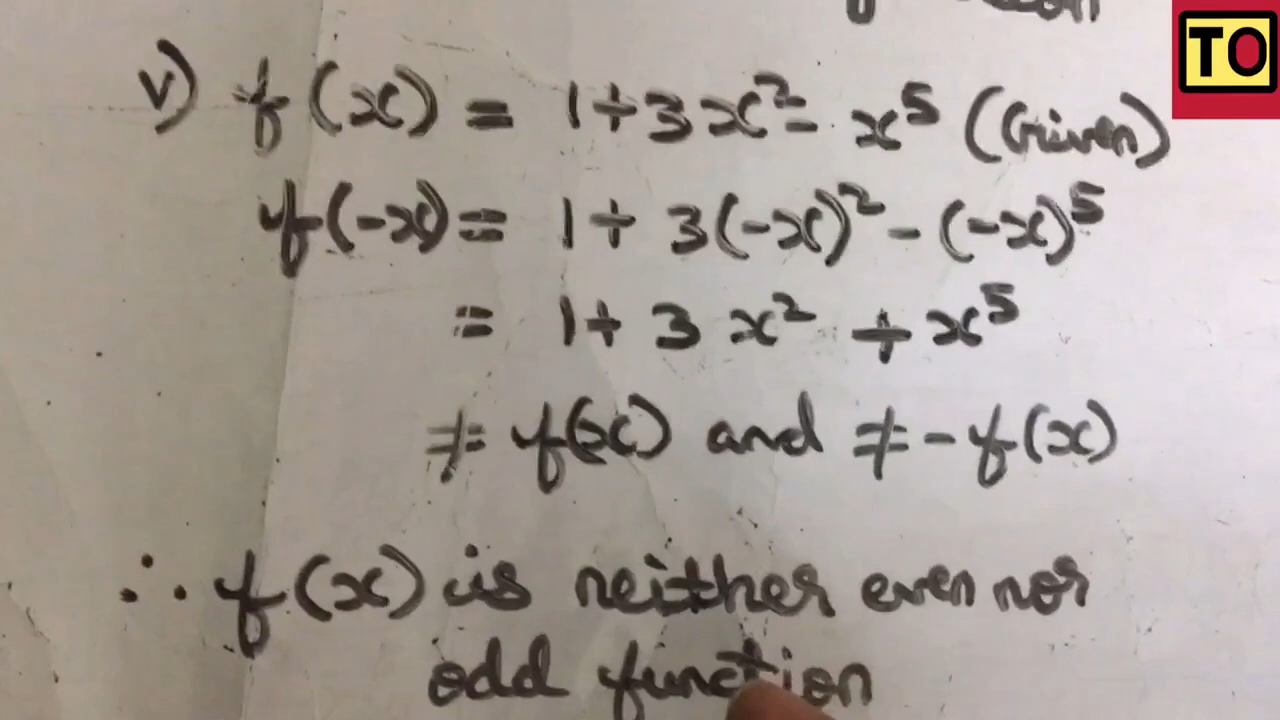 TO
v) f(x) = 1+3x²- x⁵ (Given)
f(-x) = 1+ 3(-x)² - (-x)⁵
= 1+ 3 x² + x⁵
≠ f(x) and ≠ - f(x)
∴ f(x) is neither even nor
odd function